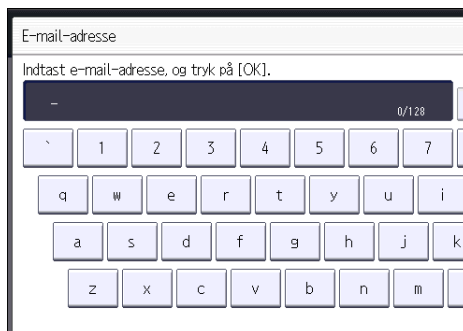 E-mail-adresse
Indtast e-mail-adresse, og tryk på [OK].
_
0/128
` 1 2 3 4 5 6 7
q w e r t y u i
a s d f g h j k
z x c v b n m